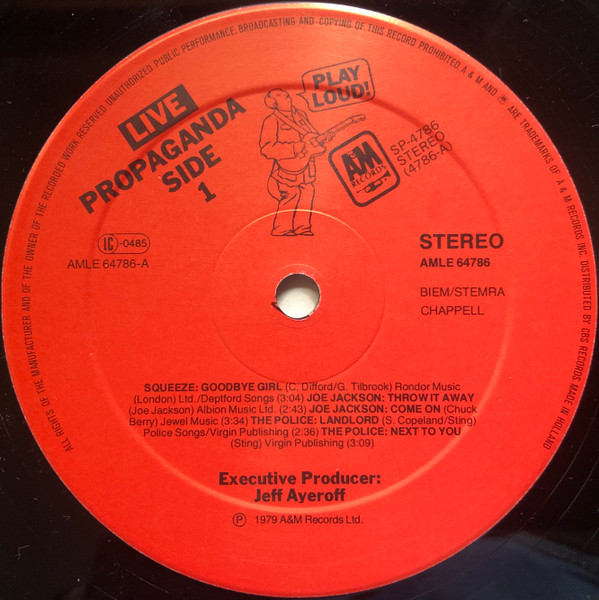 ALL RIGHTS OF THE MANUFACTURER AND OF THE OWNER OF THE RECORDED WORK RESERVED. UNAUTHORIZED PUBLIC PERFORMANCE, BROADCASTING AND COPYING OF THIS RECORD PROHIBITED. A & M AND ® ARE TRADEMARKS OF A & M RECORDS INC. DISTRIBUTED BY CBS RECORDS MADE IN HOLLAND
LIVE
PROPAGANDA
SIDE
1
PLAY
LOUD!
A&M
RECORDS
SP-4786
STEREO
(4786-A)
LC-0485
AMLE 64786-A
STEREO
AMLE 64786
BIEM/STEMRA
CHAPPELL
SQUEEZE: GOODBYE GIRL (C. Difford/G. Tilbrook) Rondor Music
(London) Ltd./Deptford Songs (3:04) JOE JACKSON: THROW IT AWAY
(Joe Jackson) Albion Music Ltd. (2:43) JOE JACKSON: COME ON (Chuck
Berry) Jewel Music (3:34) THE POLICE: LANDLORD (S. Copeland/Sting)
Police Songs/Virgin Publishing (2:36) THE POLICE: NEXT TO YOU
(Sting) Virgin Publishing (3:09)
Executive Producer:
Jeff Ayeroff
℗ 1979 A&M Records Ltd.